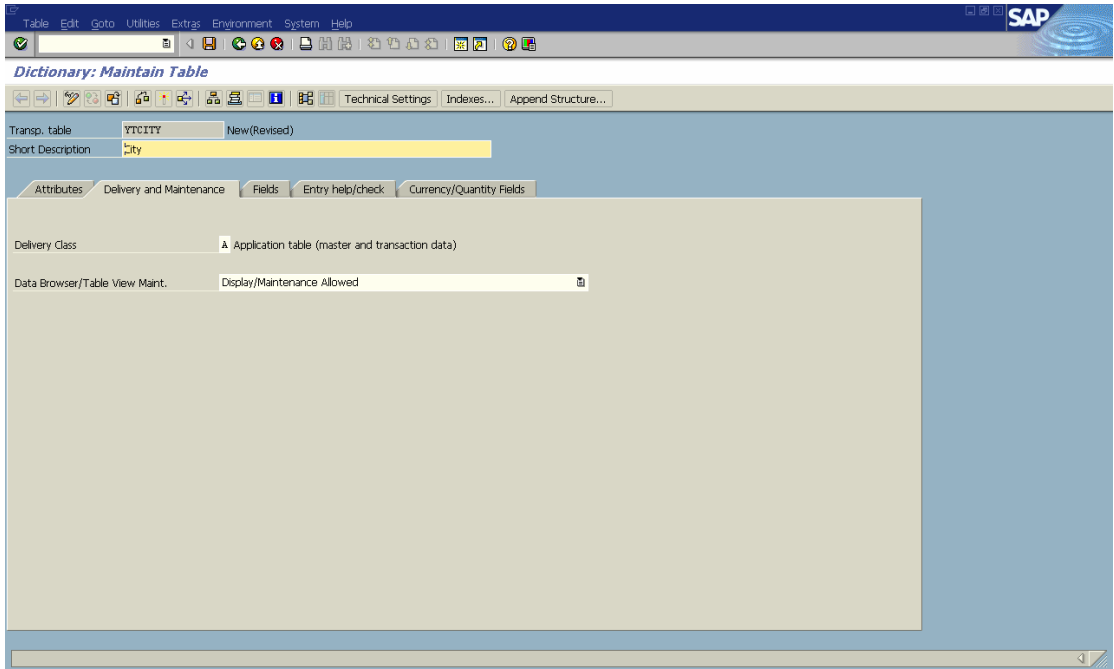 Table Edit Goto Utilities Extras Environment System Help
SAP
Dictionary: Maintain Table
Technical Settings Indexes... Append Structure...
Transp. table YTCITY New(Revised)
Short Description City
Attributes Delivery and Maintenance Fields Entry help/check Currency/Quantity Fields
Delivery Class A Application table (master and transaction data)
Data Browser/Table View Maint. Display/Maintenance Allowed